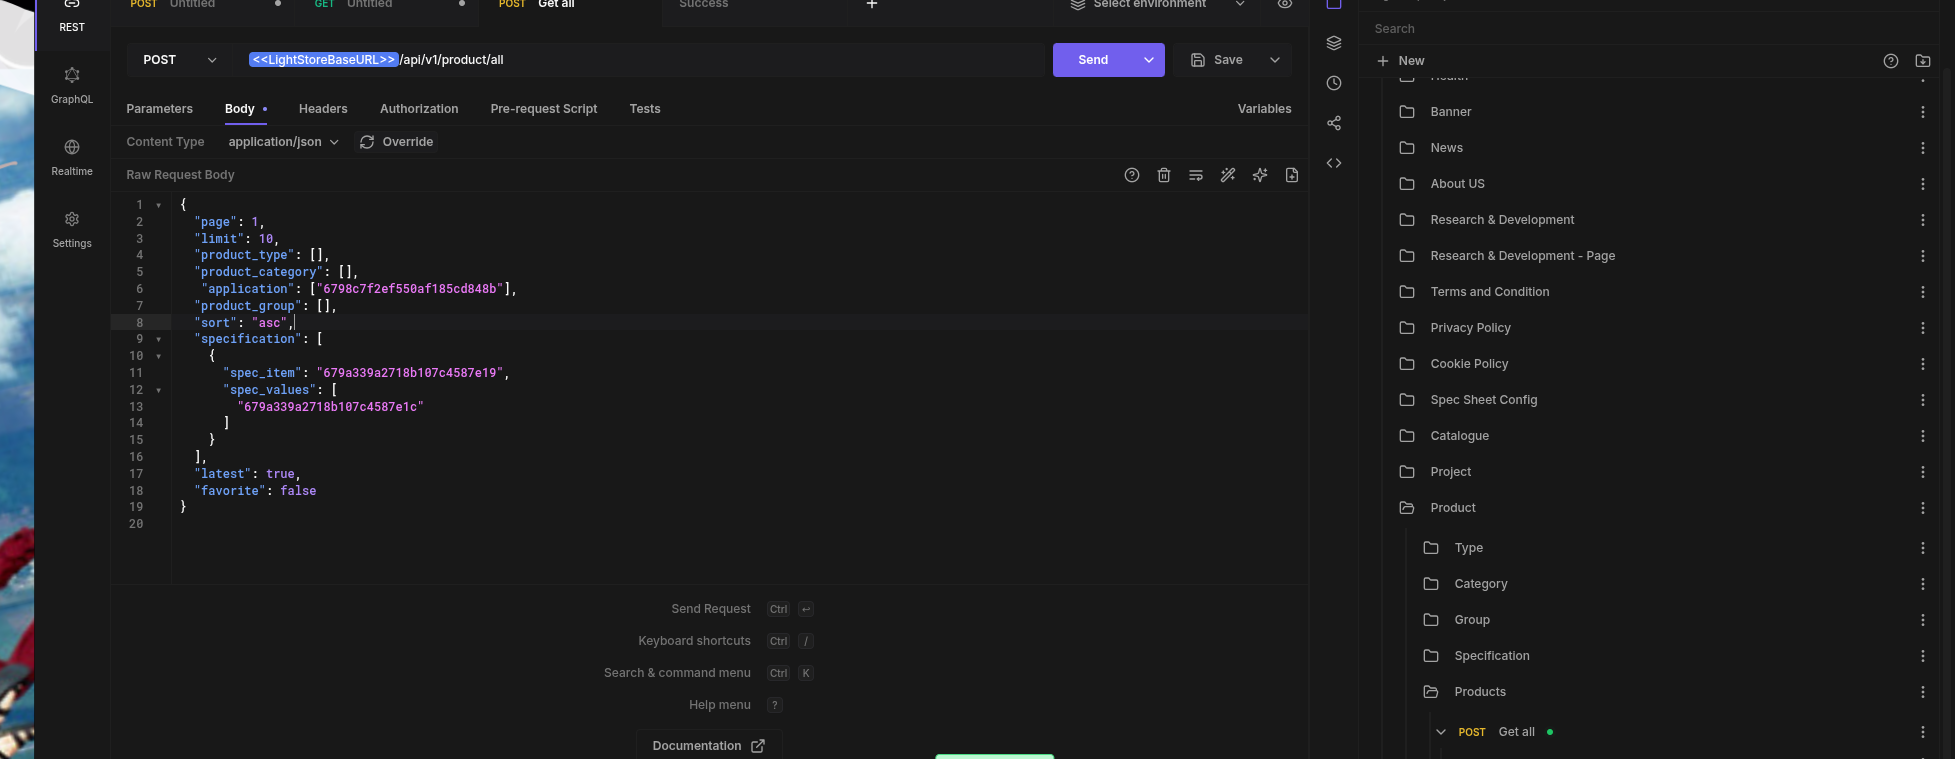 POST Untitled
GET Untitled
POST Get all
Success
Select environment
REST
GraphQL
Realtime
Settings
POST
<<LightStoreBaseURL>>/api/v1/product/all
Send
Save
Parameters
Body
Headers
Authorization
Pre-request Script
Tests
Variables
Content Type
application/json
Override
Raw Request Body
1 {
2 "page": 1,
3 "limit": 10,
4 "product_type": [],
5 "product_category": [],
6 "application": ["6798c7f2ef550af185cd848b"],
7 "product_group": [],
8 "sort": "asc",
9 "specification": [
10 {
11 "spec_item": "679a339a2718b107c4587e19",
12 "spec_values": [
13 "679a339a2718b107c4587e1c"
14 ]
15 }
16 ],
17 "latest": true,
18 "favorite": false
19 }
20
Send Request Ctrl ↩
Keyboard shortcuts Ctrl /
Search & command menu Ctrl K
Help menu ?
Documentation
Search
New
Health
Banner
News
About US
Research & Development
Research & Development - Page
Terms and Condition
Privacy Policy
Cookie Policy
Spec Sheet Config
Catalogue
Project
Product
Type
Category
Group
Specification
Products
POST Get all